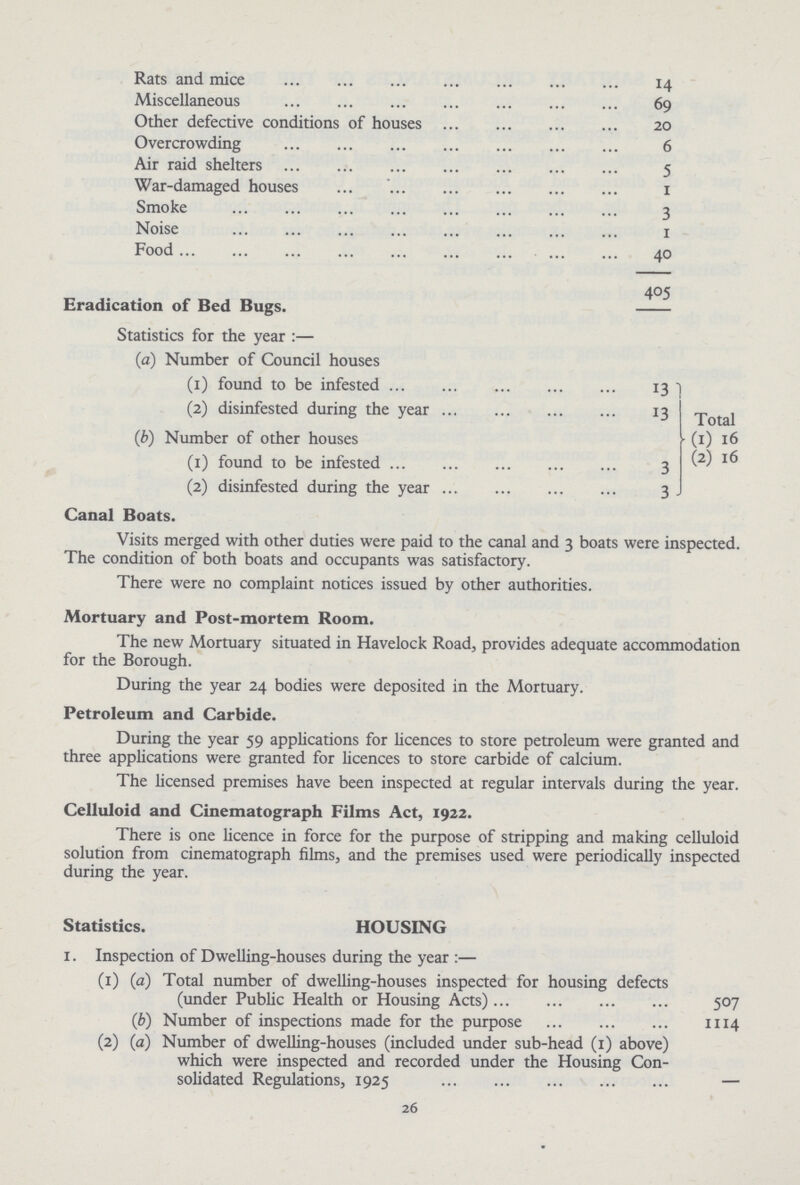 Rats and mice ... ... ... ... ... ... ... 14
Miscellaneous ... ... ... ... ... ... ... 69
Other defective conditions of houses ... ... ... ... 20
Overcrowding ... ... ... ... ... ... ... 6
Air raid shelters ... ... ... ... ... ... ... 5
War-damaged houses ... ... ... ... ... ... 1
Smoke ... ... ... ... ... ... ... ... 3
Noise ... ... ... ... ... ... ... ... 1
Food ... ... ... ... ... ... ... ... ... 40
405
Eradication of Bed Bugs.
Statistics for the year :—
(a) Number of Council houses
(1) found to be infested ... ... ... ... ... 13
(2) disinfested during the year ... ... ... ... 13
Total
(b) Number of other houses
(1) 16
(1) found to be infested ... ... ... ... ... 3
(2) 16
(2) disinfested during the year ... ... ... ... 3
Canal Boats.
Visits merged with other duties were paid to the canal and 3 boats were inspected.
The condition of both boats and occupants was satisfactory.
There were no complaint notices issued by other authorities.
Mortuary and Post-mortem Room.
The new Mortuary situated in Havelock Road, provides adequate accommodation
for the Borough.
During the year 24 bodies were deposited in the Mortuary.
Petroleum and Carbide.
During the year 59 applications for licences to store petroleum were granted and
three applications were granted for licences to store carbide of calcium.
The licensed premises have been inspected at regular intervals during the year.
Celluloid and Cinematograph Films Act, 1922.
There is one licence in force for the purpose of stripping and making celluloid
solution from cinematograph films, and the premises used were periodically inspected
during the year.
Statistics. HOUSING
1. Inspection of Dwelling-houses during the year :—
(1) (a) Total number of dwelling-houses inspected for housing defects
(under Public Health or Housing Acts) ... ... ... ... 507
(b) Number of inspections made for the purpose ... ... ... 1114
(2) (a) Number of dwelling-houses (included under sub-head (1) above)
which were inspected and recorded under the Housing Con-
solidated Regulations, 1925 ... ... ... ... ... —
26